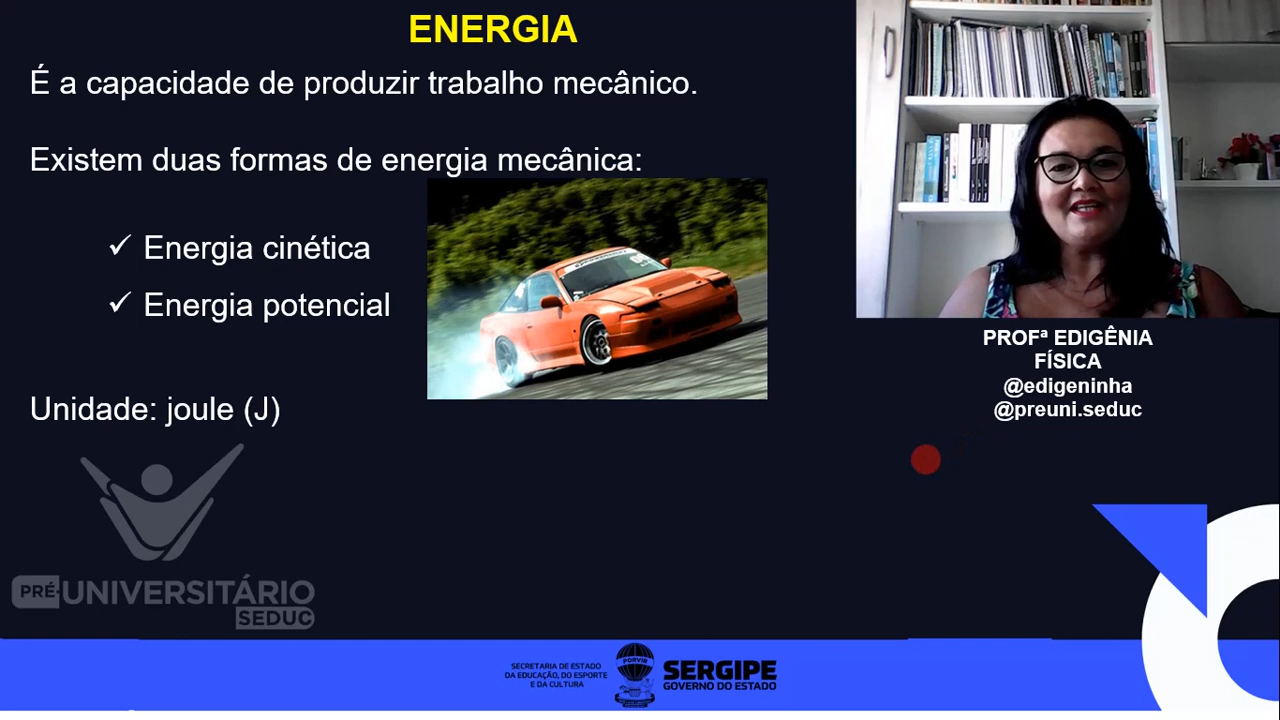 ENERGIA
É a capacidade de produzir trabalho mecânico.
Existem duas formas de energia mecânica:
✓ Energia cinética
✓ Energia potencial
Unidade: joule (J)
PROFª EDIGÊNIA
FÍSICA
@edigeninha
@preuni.seduc
PRÉ-UNIVERSITÁRIO
SEDUC
SECRETARIA DE ESTADO
DA EDUCAÇÃO, DO ESPORTE
E DA CULTURA
PORVIR
SERGIPE
GOVERNO DO ESTADO